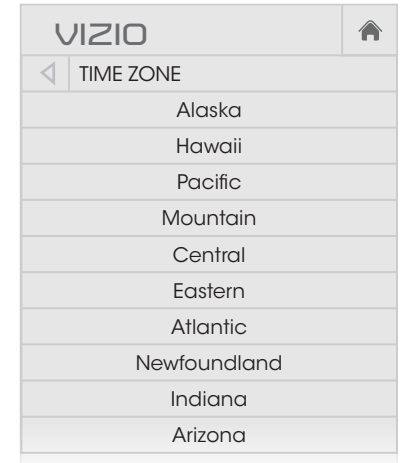 VIZIO
TIME ZONE
Alaska
Hawaii
Pacific
Mountain
Central
Eastern
Atlantic
Newfoundland
Indiana
Arizona